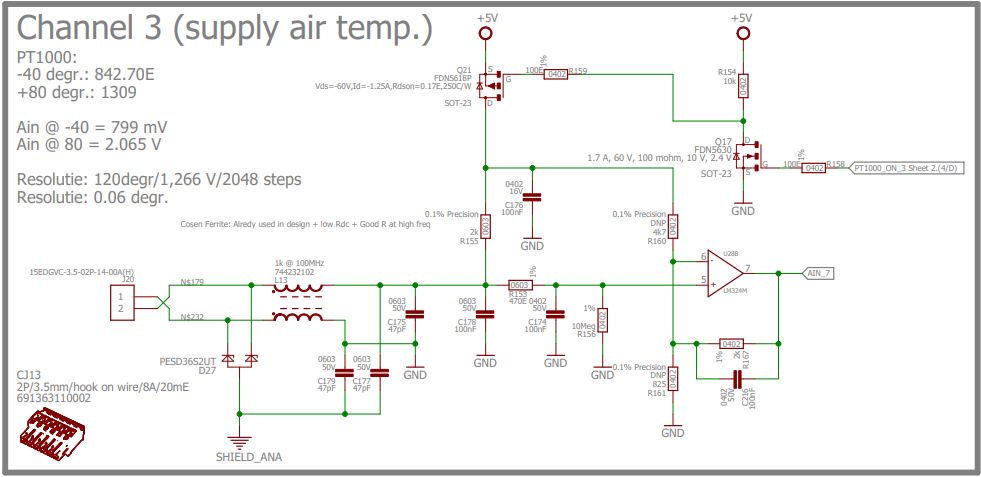 Channel 3 (supply air temp.)
PT1000:
-40 degr.: 842.70E
+80 degr.: 1309
Ain @ -40 = 799 mV
Ain @ 80 = 2.065 V
Resolutie: 120degr/1,266 V/2048 steps
Resolutie: 0.06 degr.
+5V
Q21
FDN5618P
Vds=-60V,Id=-1.25A,Rdson=0.17E,250C/W
SOT-23
S
G
D
100E
1%
0402
R159
+5V
R154
10k
0402
Q17
FDN5630
1.7 A, 60 V, 100 mohm, 10 V, 2.4 V
SOT-23
D
G
S
100E
1%
0402
R158
PT1000_ON_3 Sheet 2.(4/D)
GND
0402
16V
C176
100nF
GND
Cosen Ferrite: Alredy used in design + low Rdc + Good R at high freq
0.1% Precision
2k
R155
0603
0.1% Precision
DNP
4k7
R160
0402
15EDGVC-3.5-02P-14-00A(H)
J20
1
2
N$179
N$232
1k @ 100MHz
744232102
L13
0603
50V
C175
47pF
GND
0603
50V
C178
100nF
GND
0603
1%
R153
470E
0402
50V
C174
100nF
GND
1%
10Meg
R156
0402
GND
6
5
-
+
U28B
7
LM324M
AIN_7
0402
1%
2k
R167
0402
50V
C216
100nF
0.1% Precision
DNP
825
R161
0402
GND
PESD36S2UT
D27
0603
50V
C179
47pF
0603
50V
C177
47pF
SHIELD_ANA
CJ13
2P/3.5mm/hook on wire/8A/20mE
691363110002